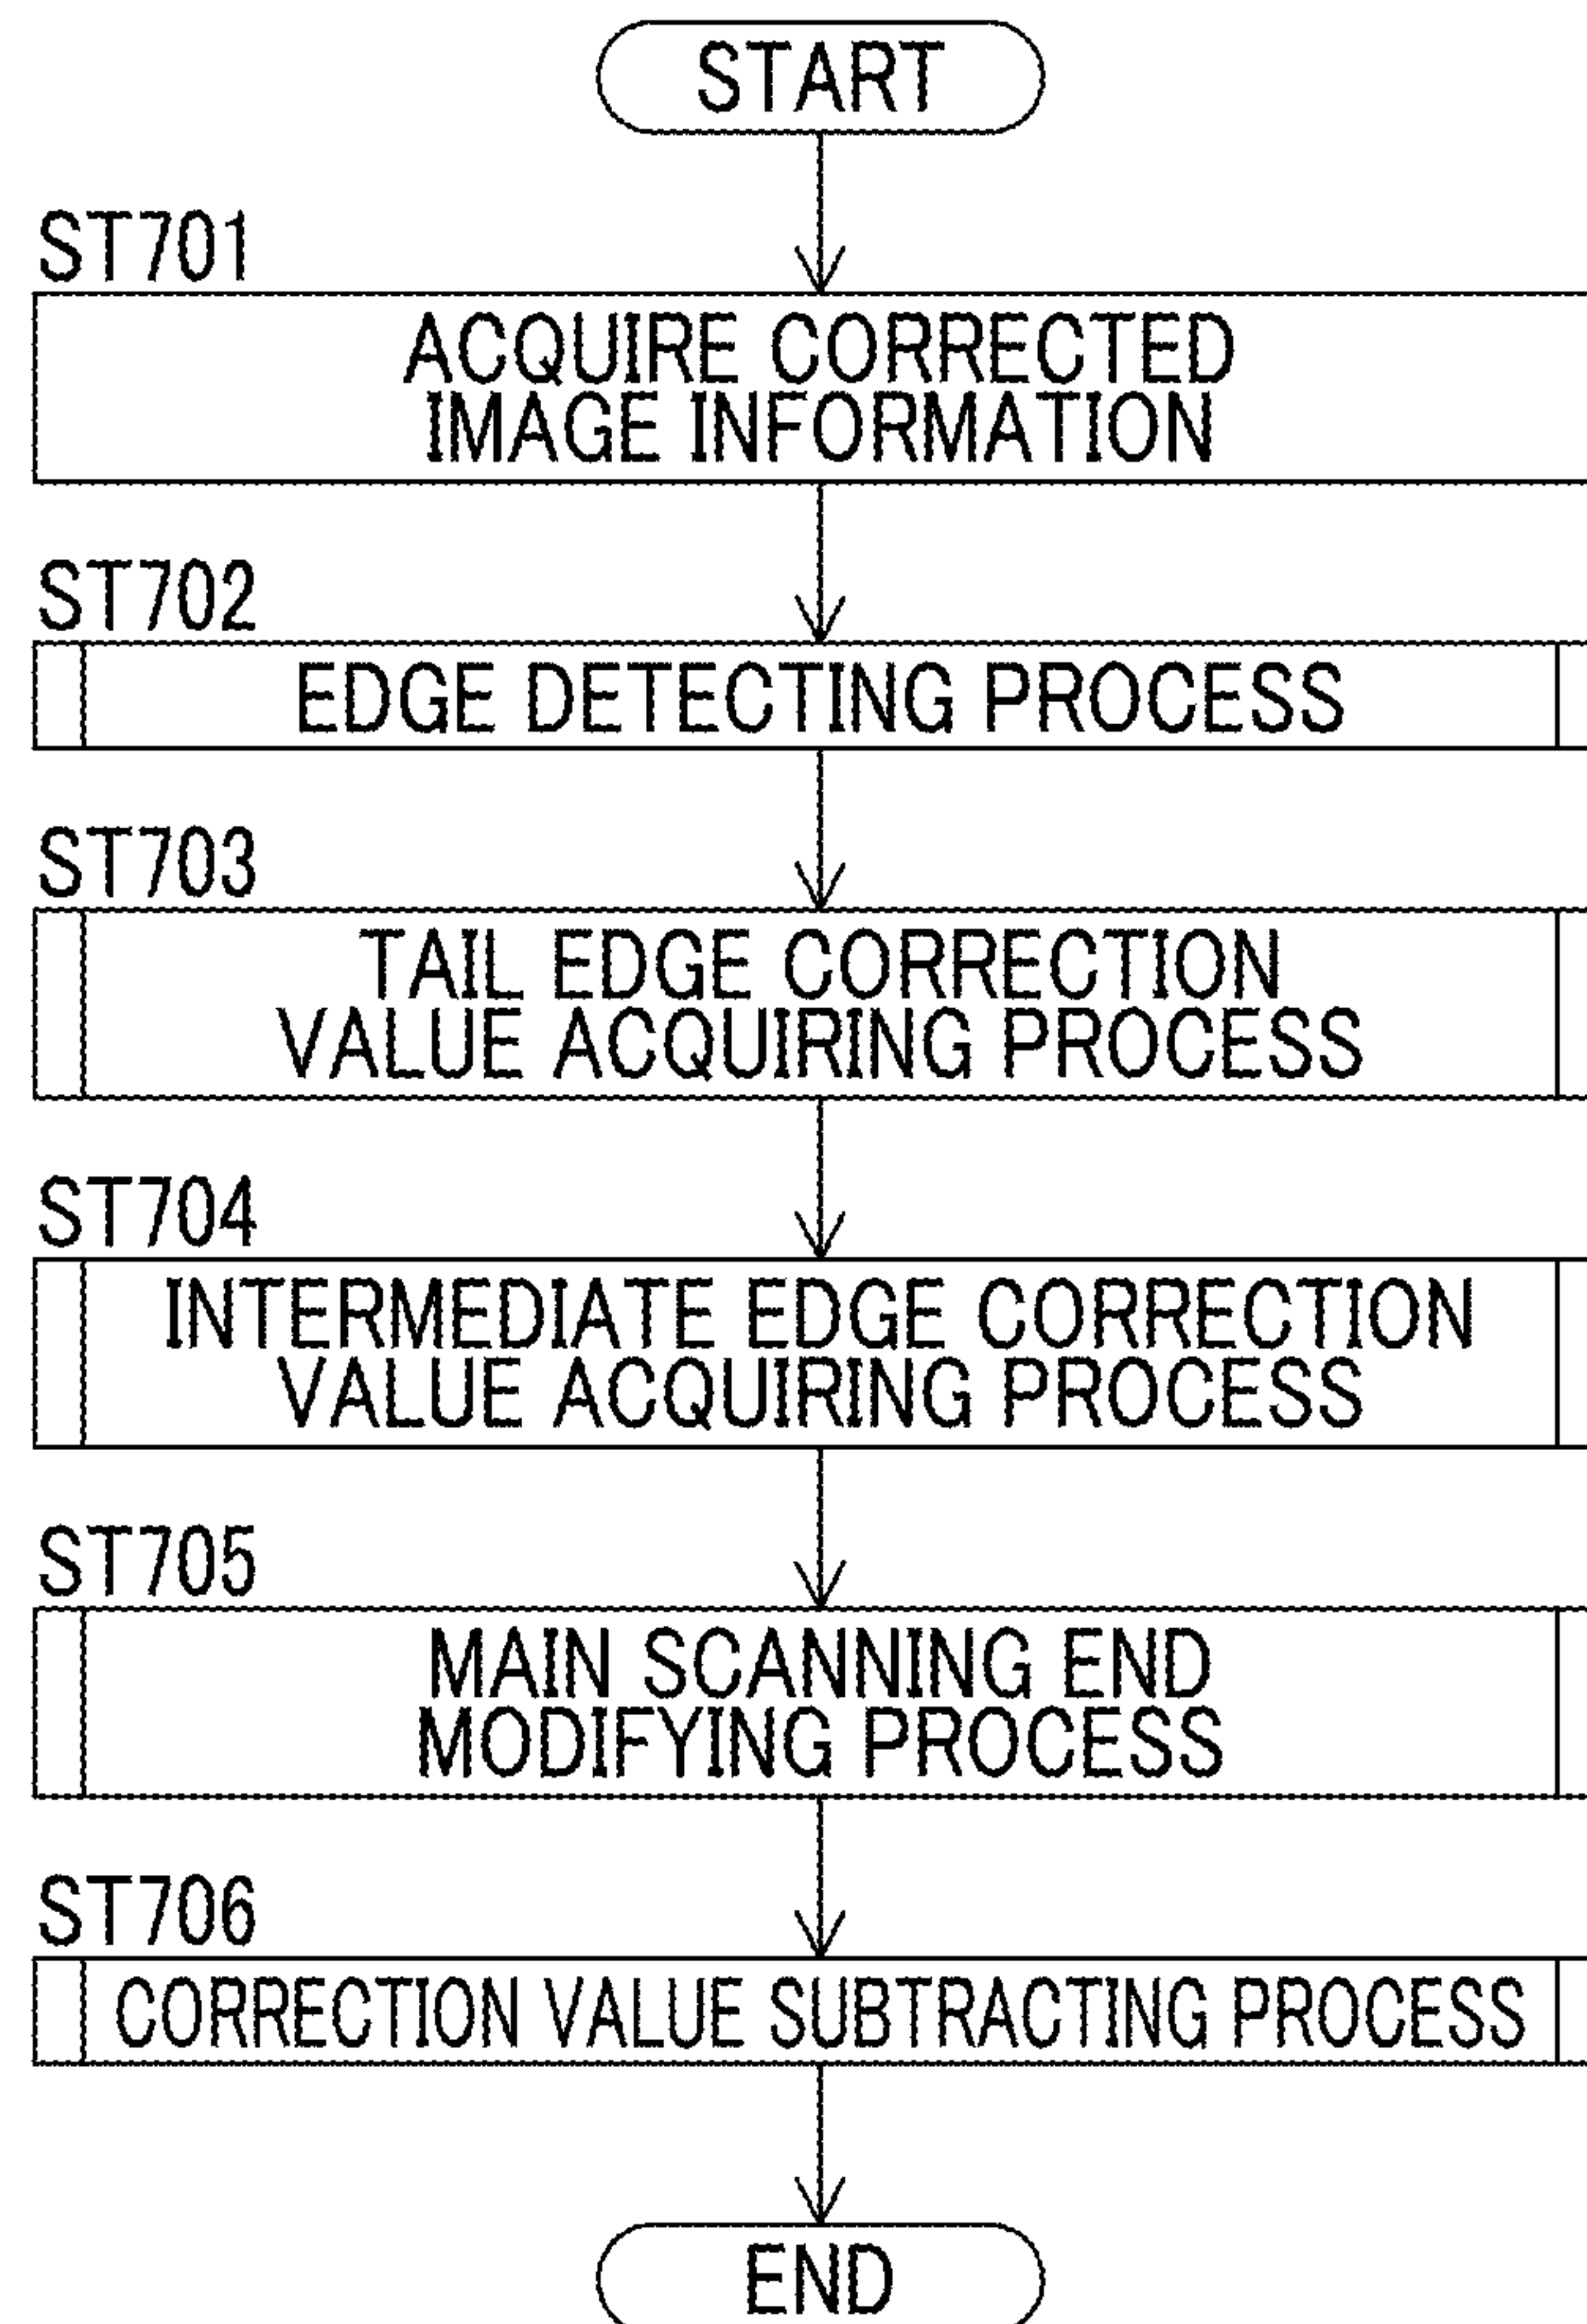 START
ST701
ACQUIRE CORRECTED
IMAGE INFORMATION
ST702
EDGE DETECTING PROCESS
ST703
TAIL EDGE CORRECTION
VALUE ACQUIRING PROCESS
ST704
INTERMEDIATE EDGE CORRECTION
VALUE ACQUIRING PROCESS
ST705
MAIN SCANNING END
MODIFYING PROCESS
ST706
CORRECTION VALUE SUBTRACTING PROCESS
END